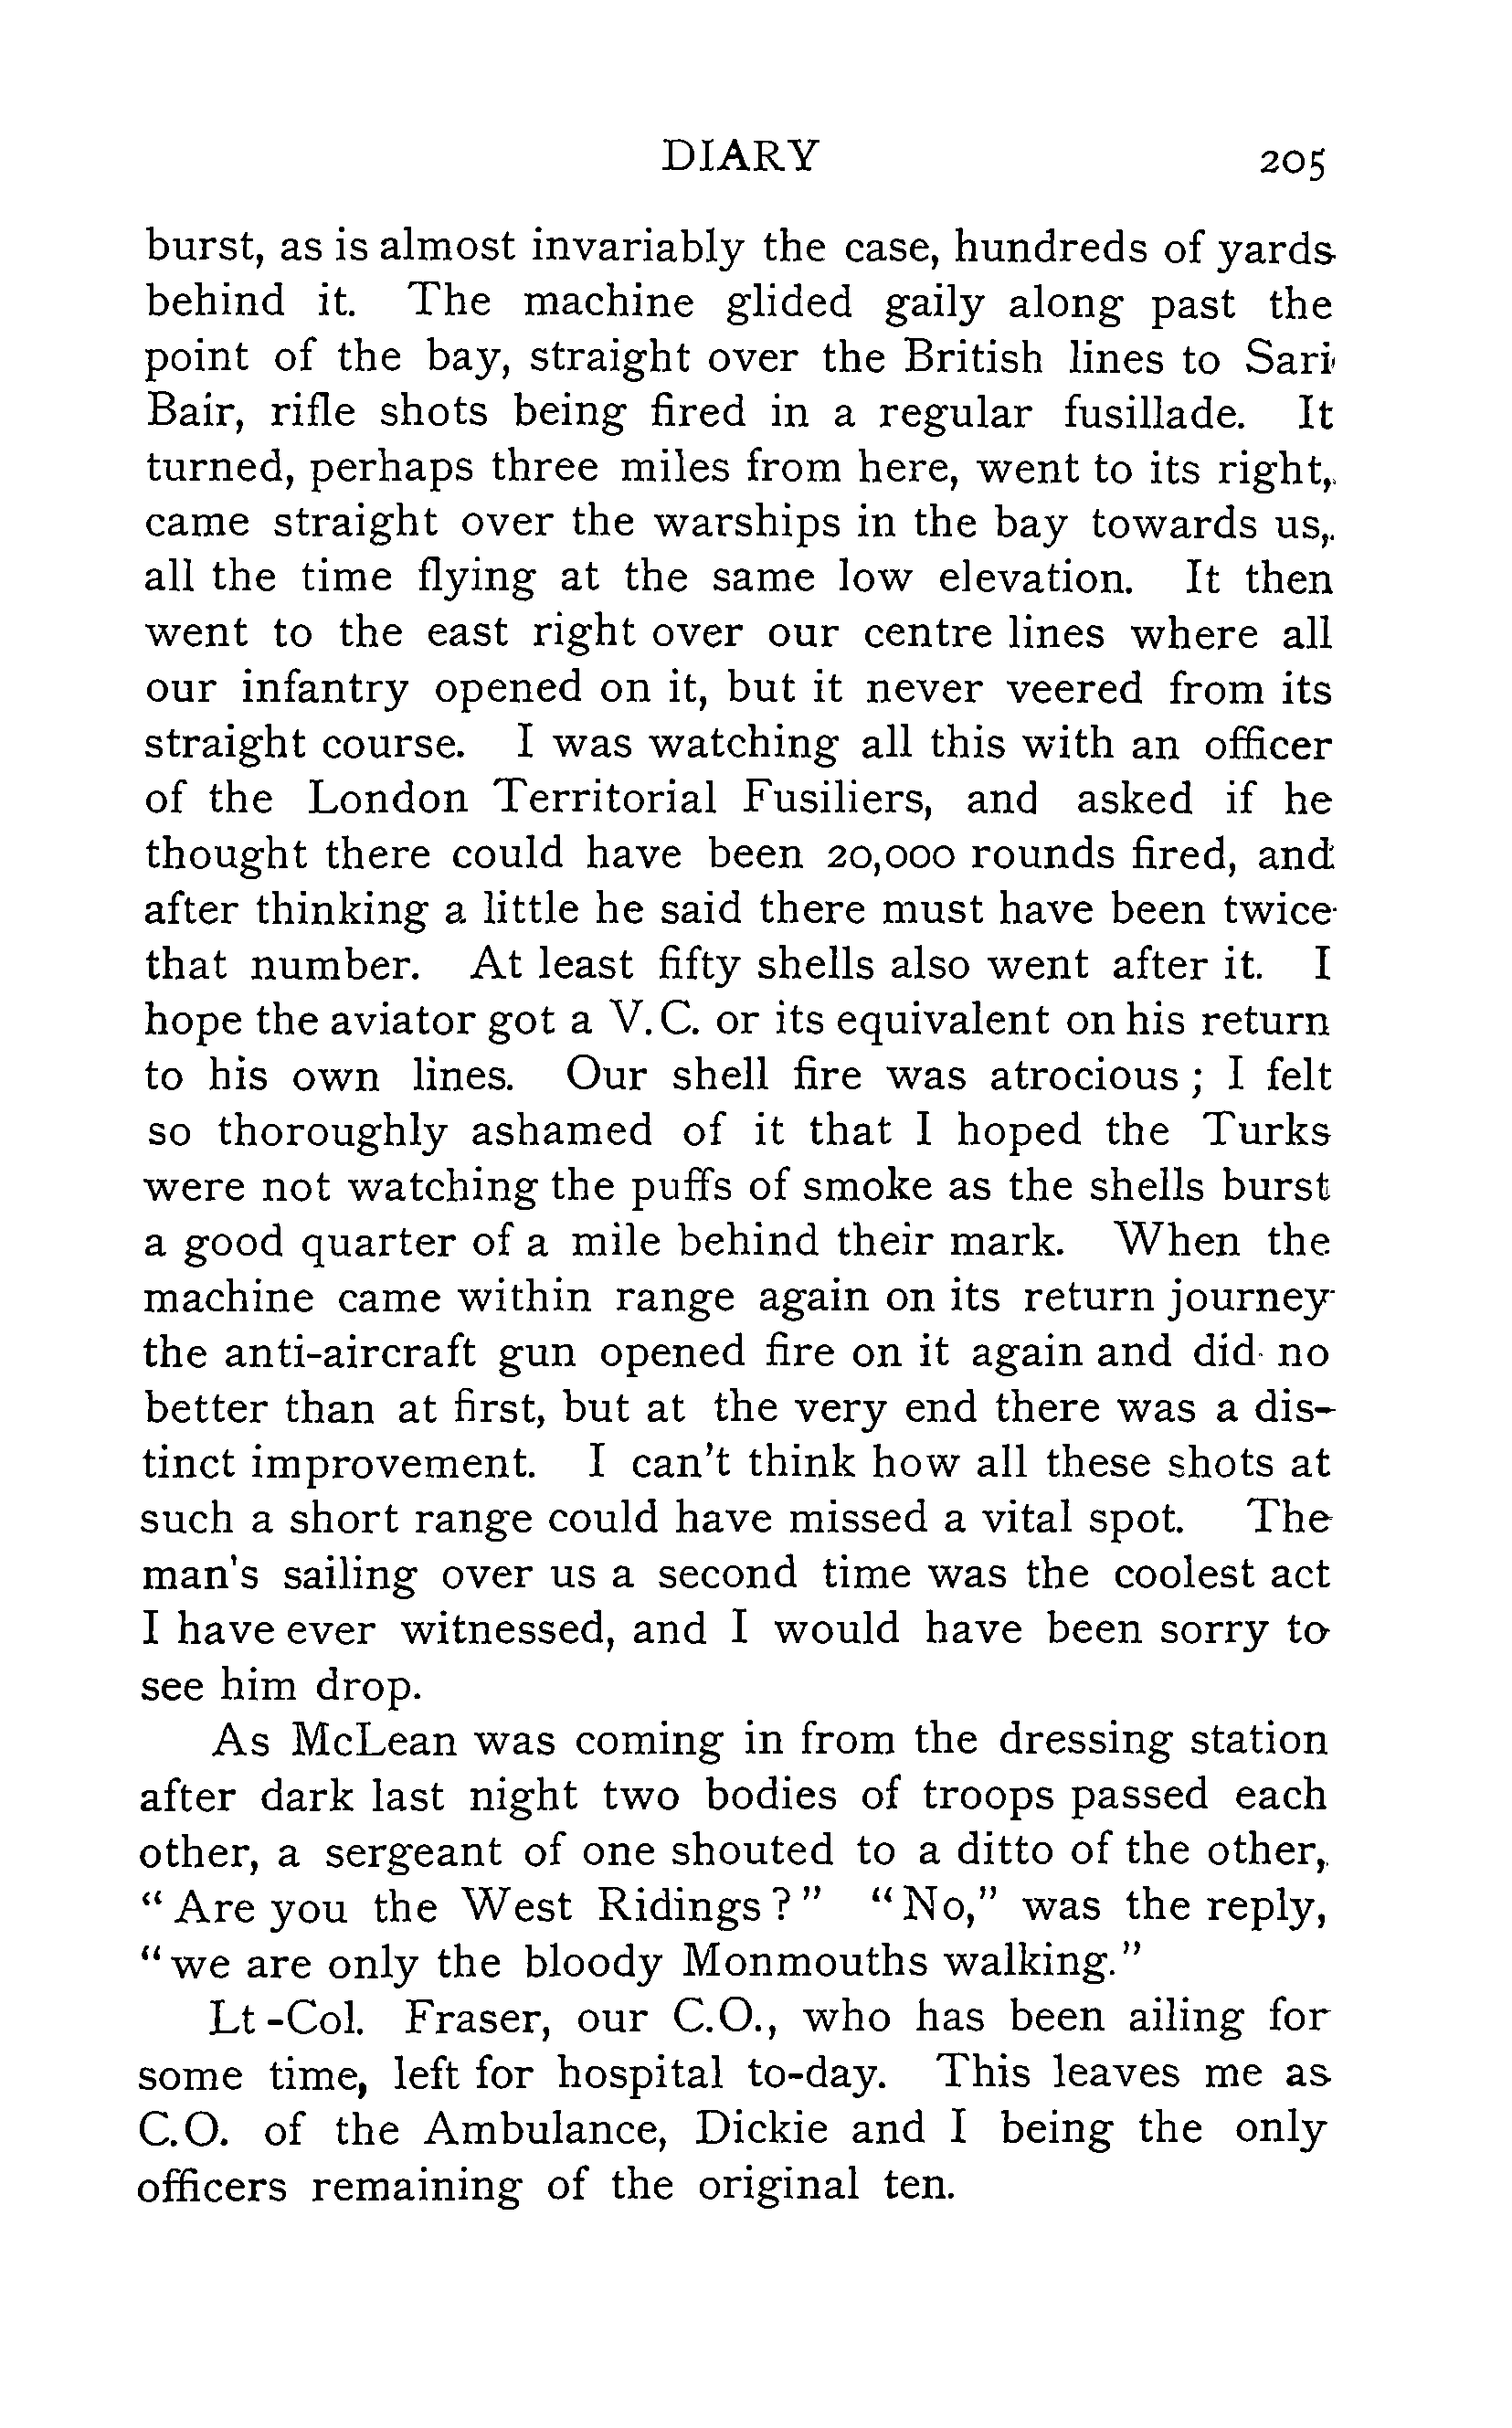 DIARY 205
burst, as is almost invariably the case, hundreds of yards
behind it. The machine glided gaily along past the
point of the bay, straight over the British lines to Sari
Bair, rifle shots being fired in a regular fusillade. It
turned, perhaps three miles from here, went to its right,
came straight over the warships in the bay towards us,
all the time flying at the same low elevation. It then
went to the east right over our centre lines where all
our infantry opened on it, but it never veered from its
straight course. I was watching all this with an officer
of the London Territorial Fusiliers, and asked if he
thought there could have been 20,000 rounds fired, and
after thinking a little he said there must have been twice
that number. At least fifty shells also went after it. I
hope the aviator got a V.C. or its equivalent on his return
to his own lines. Our shell fire was atrocious; I felt
so thoroughly ashamed of it that I hoped the Turks
were not watching the puffs of smoke as the shells burst
a good quarter of a mile behind their mark. When the
machine came within range again on its return journey
the anti-aircraft gun opened fire on it again and did no
better than at first, but at the very end there was a dis-
tinct improvement. I can't think how all these shots at
such a short range could have missed a vital spot. The
man's sailing over us a second time was the coolest act
I have ever witnessed, and I would have been sorry to
see him drop.
As McLean was coming in from the dressing station
after dark last night two bodies of troops passed each
other, a sergeant of one shouted to a ditto of the other,
"Are you the West Ridings?" "No," was the reply,
"we are only the bloody Monmouths walking."
Lt-Col. Fraser, our C.O., who has been ailing for
some time, left for hospital to-day. This leaves me as
C.O. of the Ambulance, Dickie and I being the only
officers remaining of the original ten.